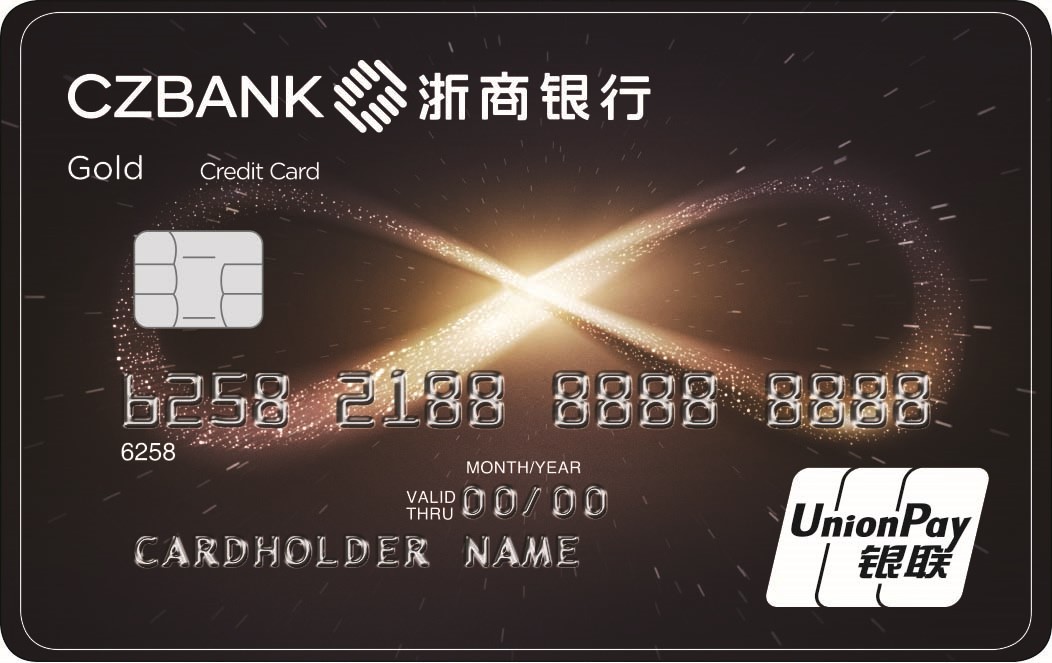 CZBANK 浙商银行
Gold Credit Card
6258 2188 8888 8888
6258
MONTH/YEAR
VALID THRU 00/00
CARDHOLDER NAME
UnionPay
银联